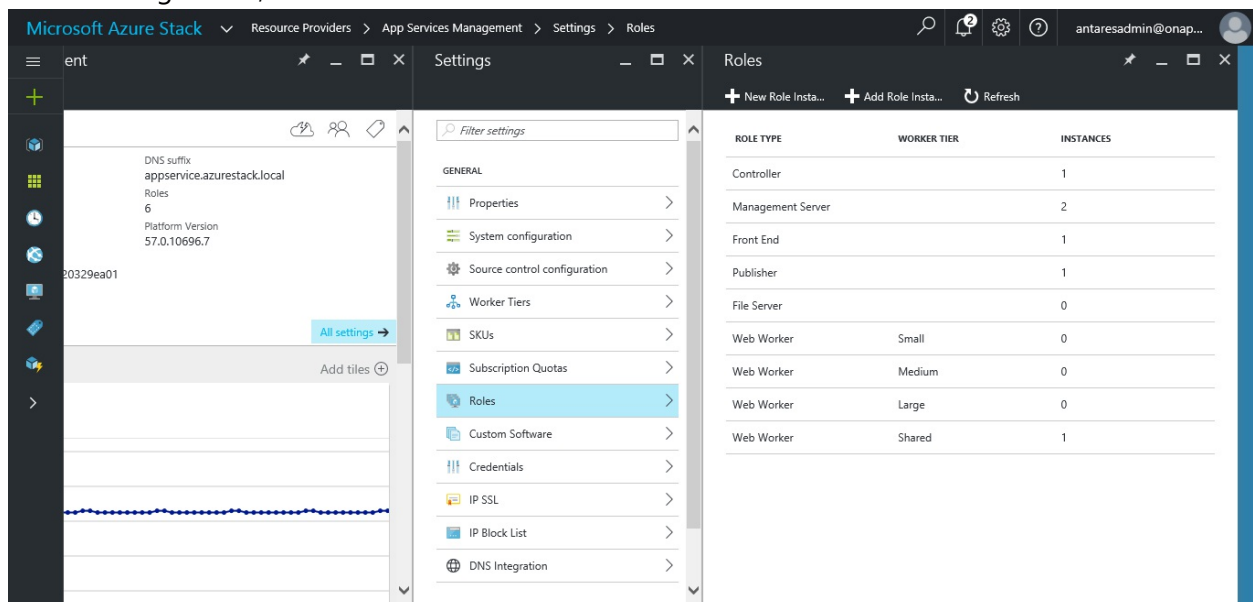 Microsoft Azure Stack Resource Providers > App Services Management > Settings > Roles 2 antaresadmin@onap...
ent
DNS suffix
appservice.azurestack.local
Roles
6
Platform Version
57.0.10696.7
20329ea01
All settings →
Add tiles
Settings
Filter settings
GENERAL
Properties
System configuration
Source control configuration
Worker Tiers
SKUs
Subscription Quotas
Roles
Custom Software
Credentials
IP SSL
IP Block List
DNS Integration
Roles
New Role Insta... Add Role Insta... Refresh
ROLE TYPE WORKER TIER INSTANCES
Controller 1
Management Server 2
Front End 1
Publisher 1
File Server 0
Web Worker Small 0
Web Worker Medium 0
Web Worker Large 0
Web Worker Shared 1